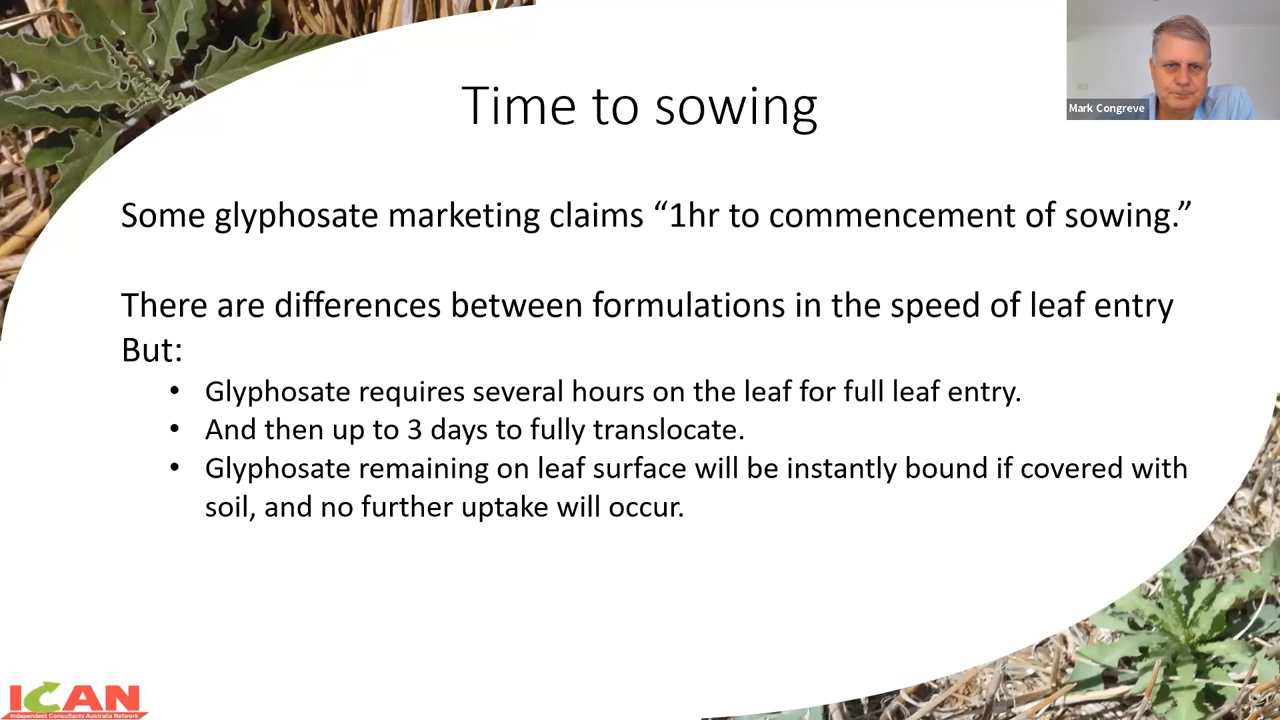 Mark Congreve
Time to sowing
Some glyphosate marketing claims “1hr to commencement of sowing.”
There are differences between formulations in the speed of leaf entry
But:
• Glyphosate requires several hours on the leaf for full leaf entry.
• And then up to 3 days to fully translocate.
• Glyphosate remaining on leaf surface will be instantly bound if covered with
soil, and no further uptake will occur.
ICAN
Independent Consultants Australia Network